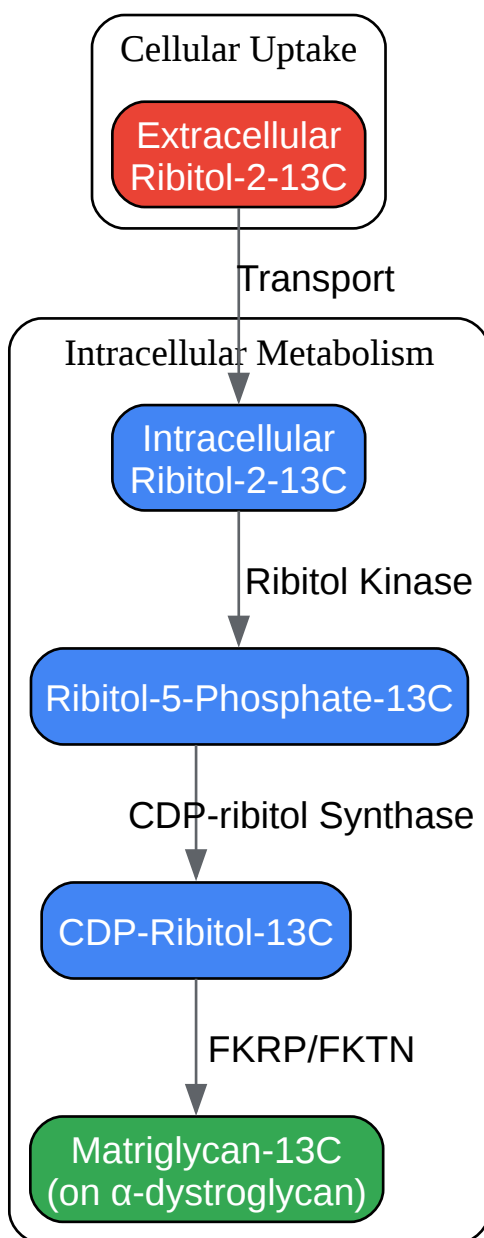 Cellular Uptake
Extracellular
Ribitol-2-13C
Transport
Intracellular Metabolism
Intracellular
Ribitol-2-13C
Ribitol Kinase
Ribitol-5-Phosphate-13C
CDP-ribitol Synthase
CDP-Ribitol-13C
FKRP/FKTN
Matriglycan-13C
(on α-dystroglycan)